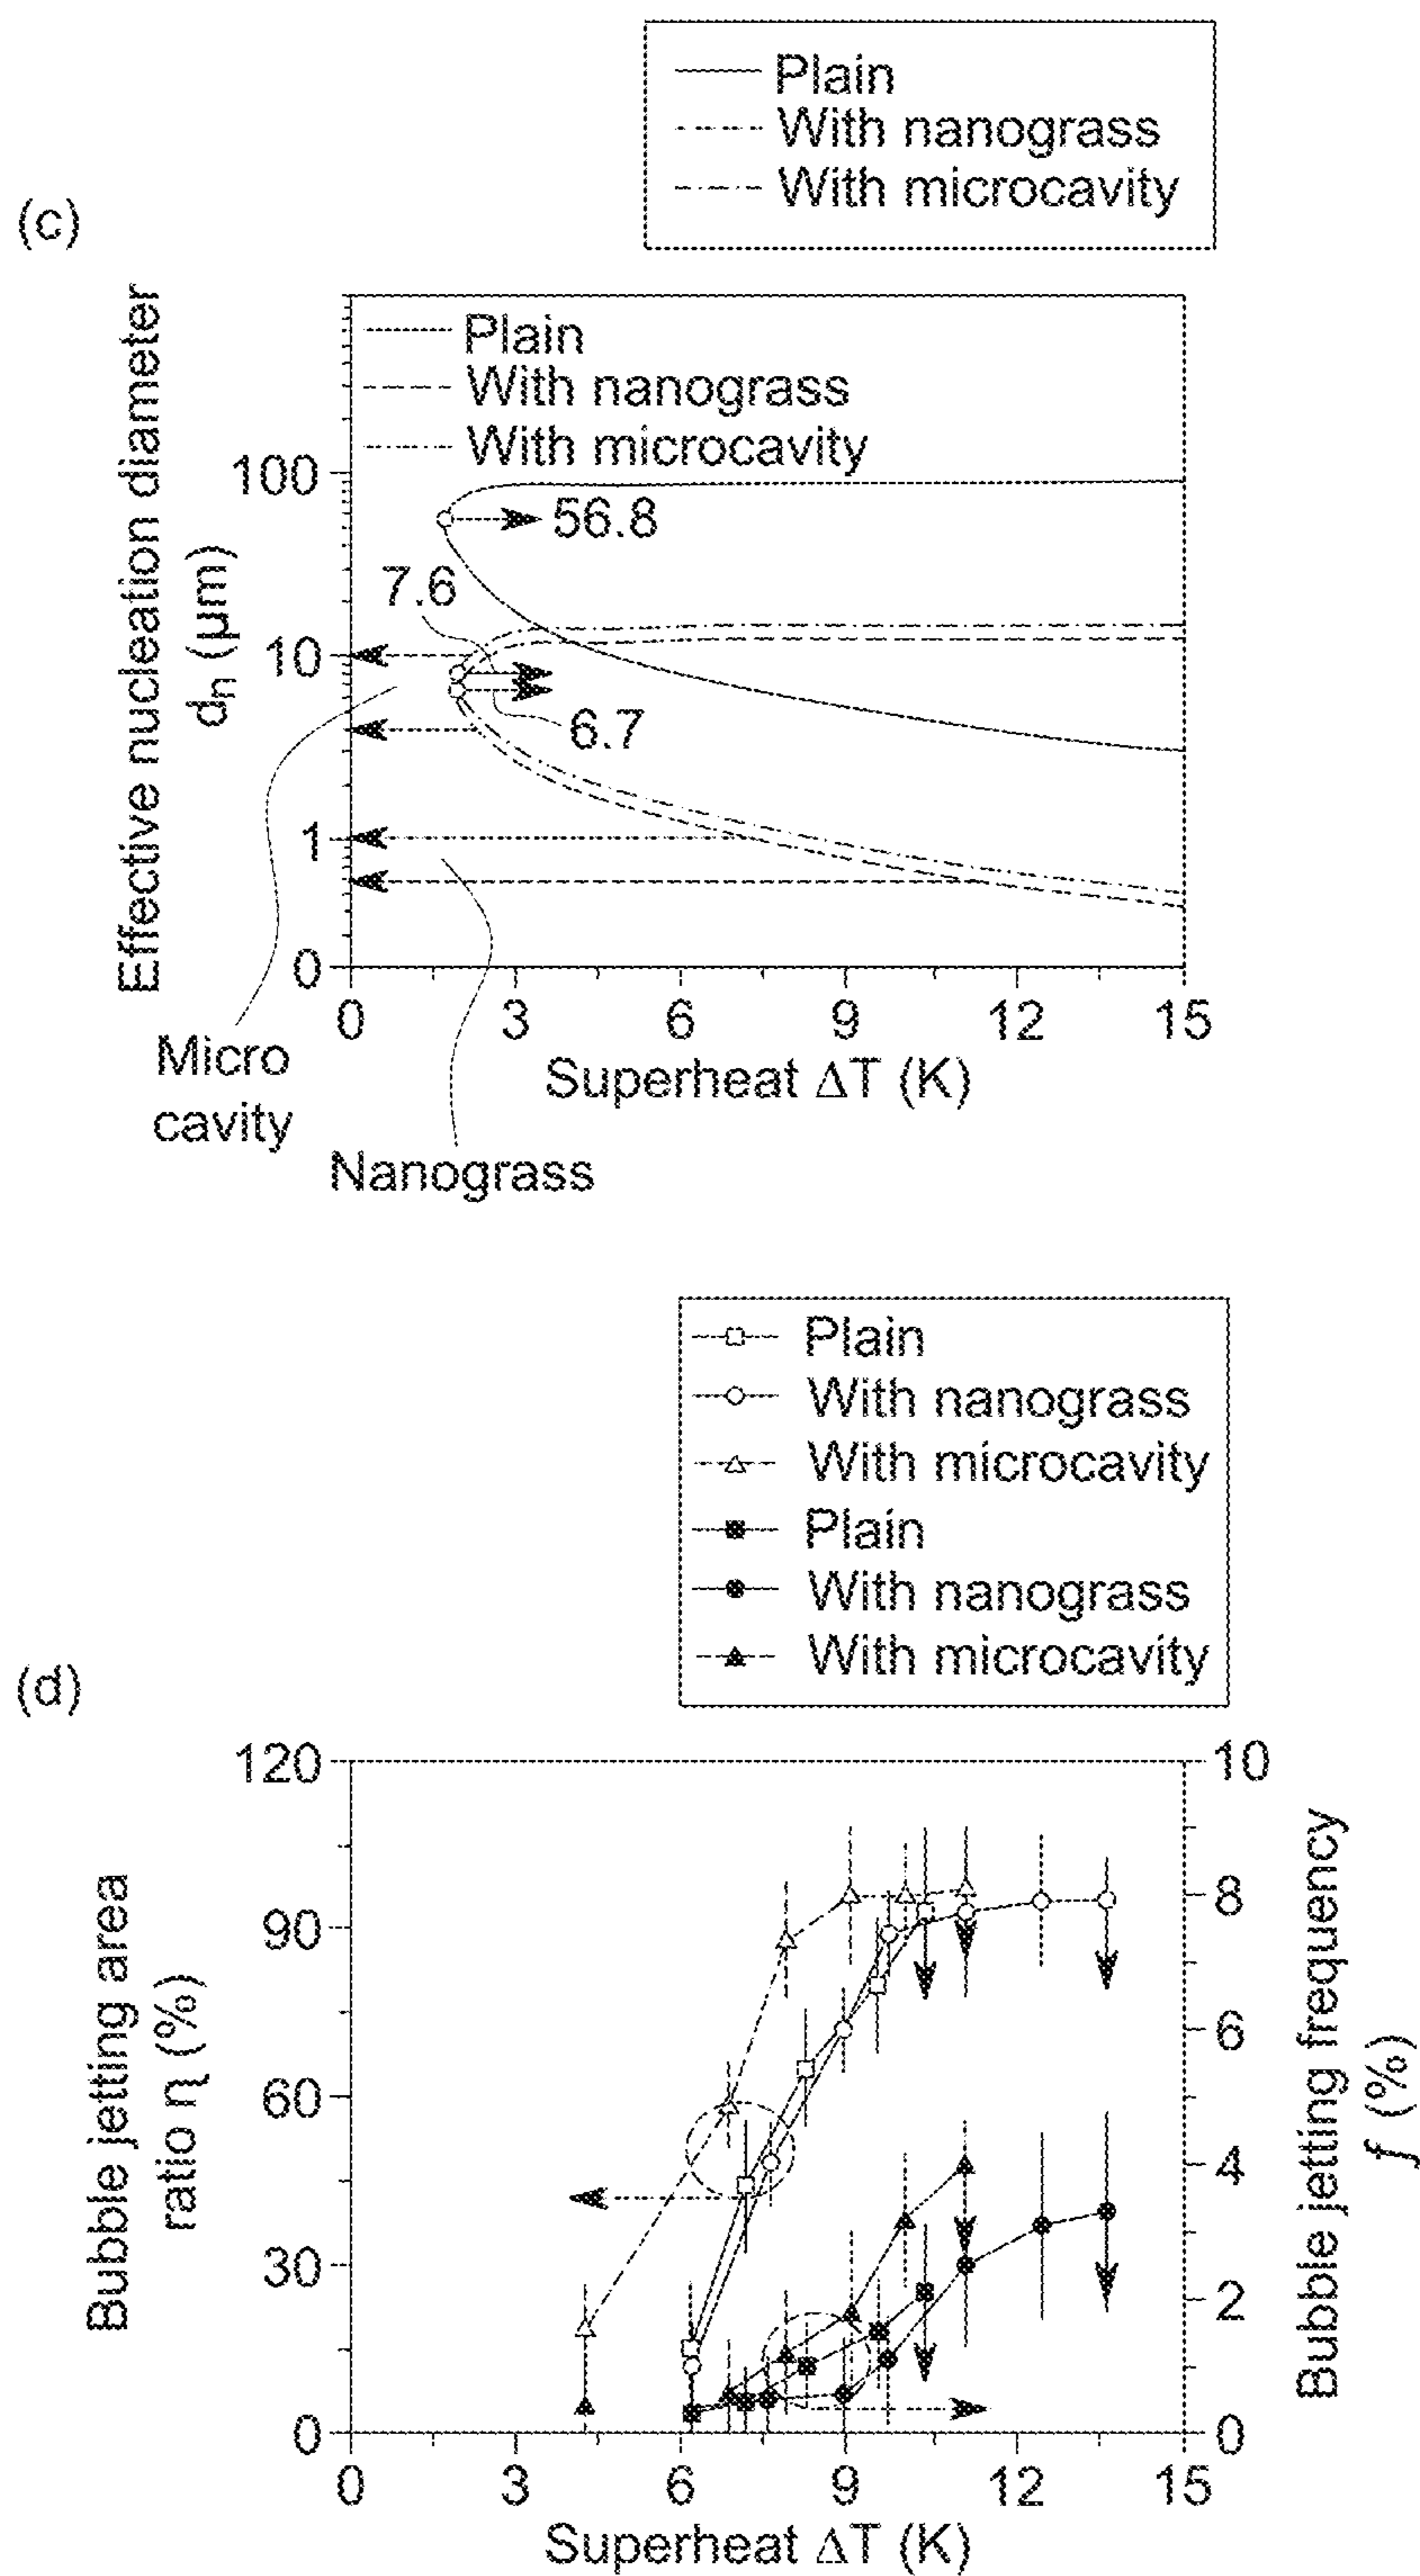 Plain
With nanograss
With microcavity
(c)
Effective nucleation diameter
dn (μm)
Plain
With nanograss
With microcavity
100
10
1
0
56.8
7.6
6.7
0 3 6 9 12 15
Superheat ΔT (K)
Micro
cavity
Nanograss
Plain
With nanograss
With microcavity
Plain
With nanograss
With microcavity
(d)
Bubble jetting area
ratio η (%)
120
90
60
30
0
10
8
6
4
2
0
Bubble jetting frequency
f (%)
0 3 6 9 12 15
Superheat ΔT (K)